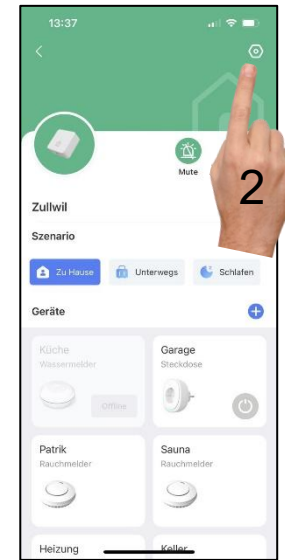 13:37
Mute
2
Zullwil
Szenario
Zu Hause Unterwegs Schlafen
Geräte
Küche Garage
Wassermelder Steckdose
Offline
Patrik Sauna
Rauchmelder Rauchmelder
Heizung Keller